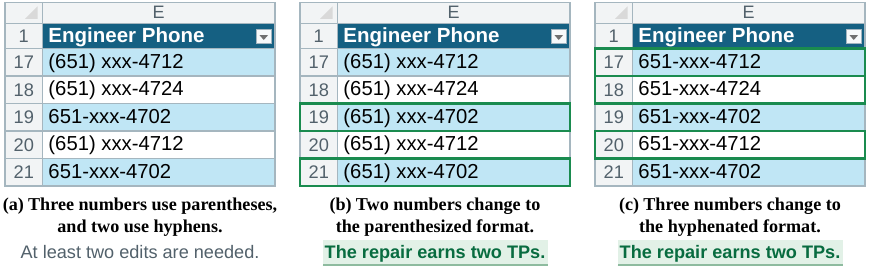 E
1 Engineer Phone
17 (651) xxx-4712
18 (651) xxx-4724
19 651-xxx-4702
20 (651) xxx-4712
21 651-xxx-4702
(a) Three numbers use parentheses,
and two use hyphens.
At least two edits are needed.
E
1 Engineer Phone
17 (651) xxx-4712
18 (651) xxx-4724
19 (651) xxx-4702
20 (651) xxx-4712
21 (651) xxx-4702
(b) Two numbers change to
the parenthesized format.
The repair earns two TPs.
E
1 Engineer Phone
17 651-xxx-4712
18 651-xxx-4724
19 651-xxx-4702
20 651-xxx-4712
21 651-xxx-4702
(c) Three numbers change to
the hyphenated format.
The repair earns two TPs.